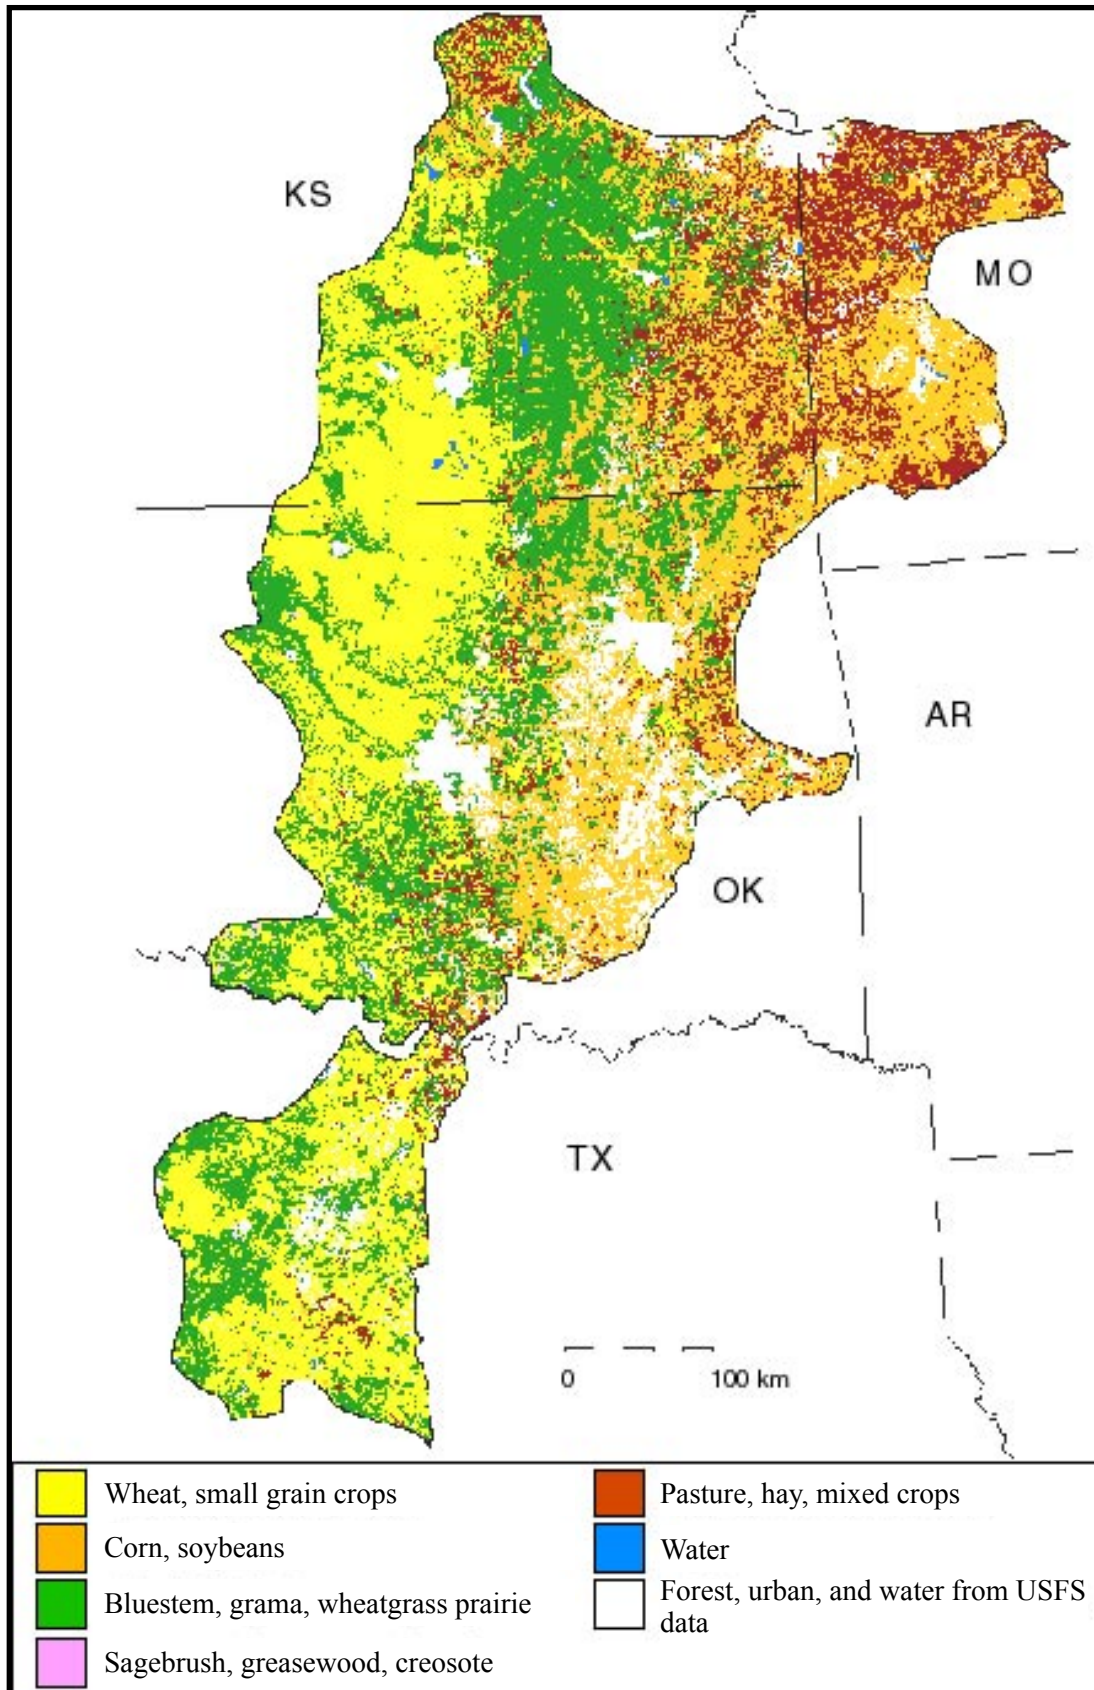 KS
MO
AR
OK
TX
0 100 km
Wheat, small grain crops
Corn, soybeans
Bluestem, grama, wheatgrass prairie
Sagebrush, greasewood, creosote
Pasture, hay, mixed crops
Water
Forest, urban, and water from USFS
data